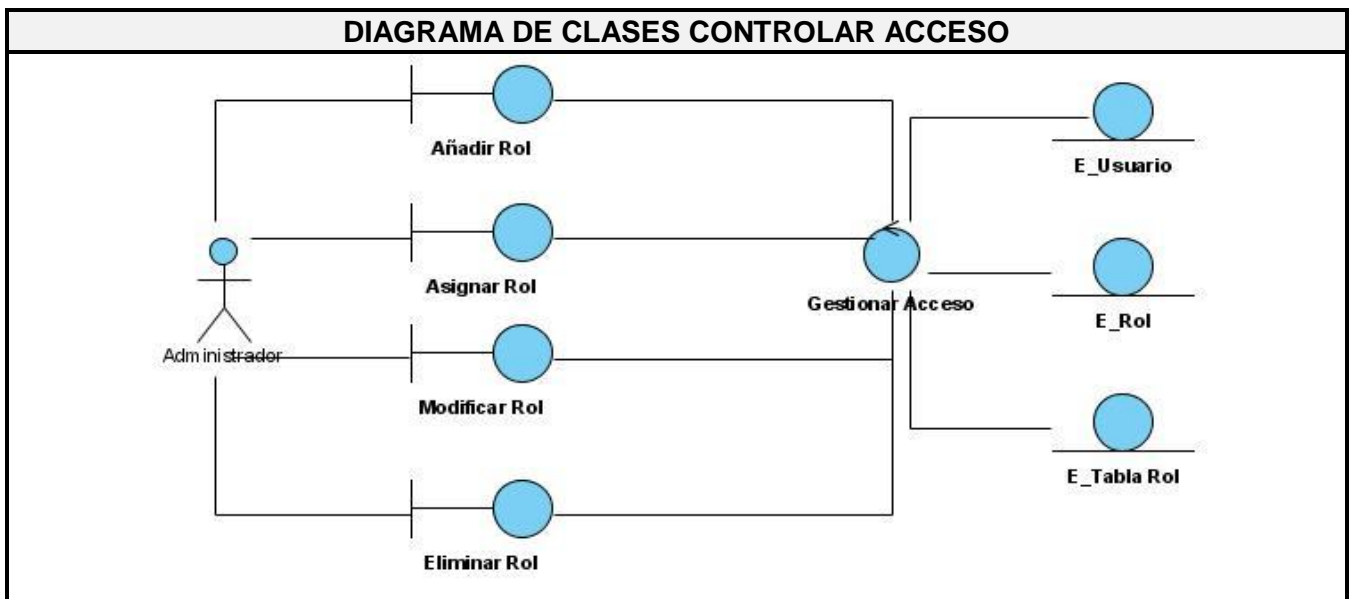 DIAGRAMA DE CLASES CONTROLAR ACCESO
Añadir Rol
E_Usuario
Asignar Rol
Gestionar Acceso
E_Rol
Administrador
Modificar Rol
E_Tabla Rol
Eliminar Rol